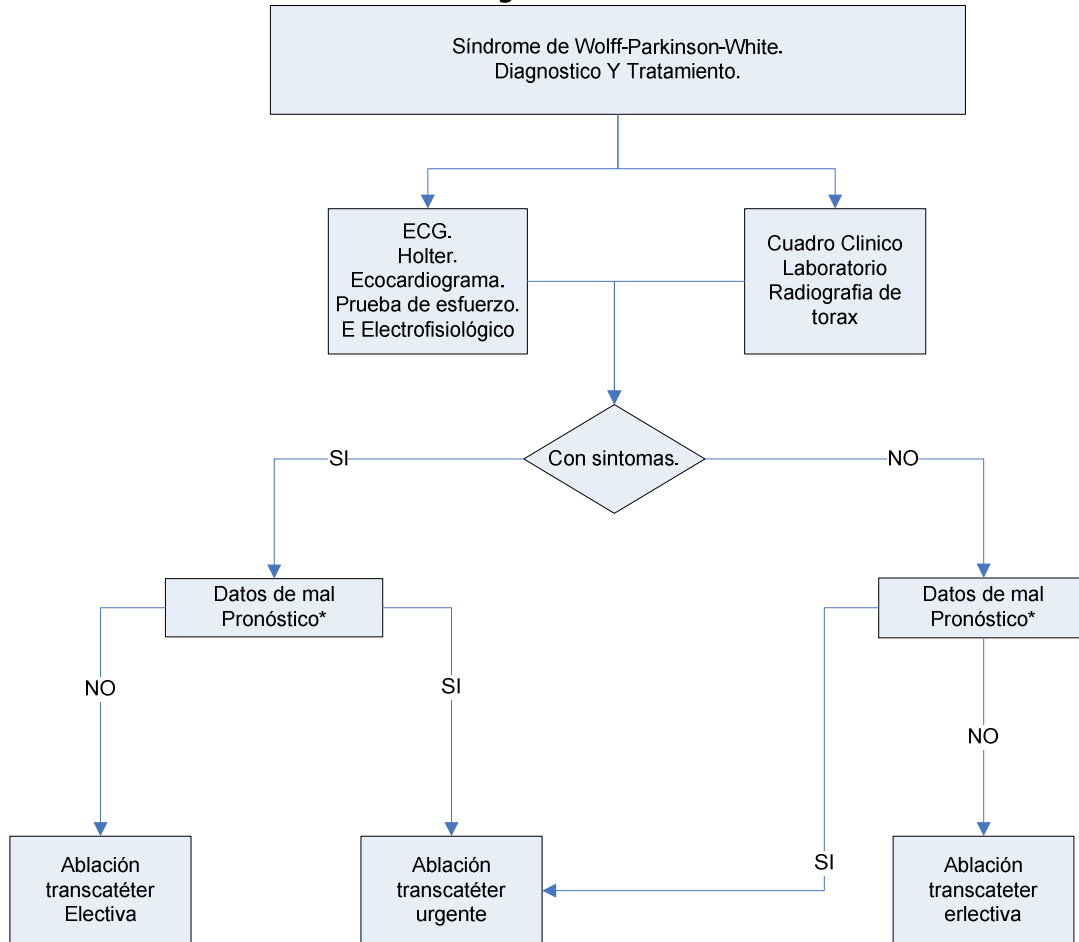 Síndrome de Wolff-Parkinson-White.
Diagnostico Y Tratamiento.
ECG.
Holter.
Ecocardiograma.
Prueba de esfuerzo.
E Electrofisiológico
Cuadro Clinico
Laboratorio
Radiografia de
torax
Con sintomas.
SI
NO
Datos de mal
Pronóstico*
Datos de mal
Pronóstico*
NO
SI
NO
SI
Ablación
transcatéter
Electiva
Ablación
transcatéter
urgente
Ablación
transcateter
erlectiva